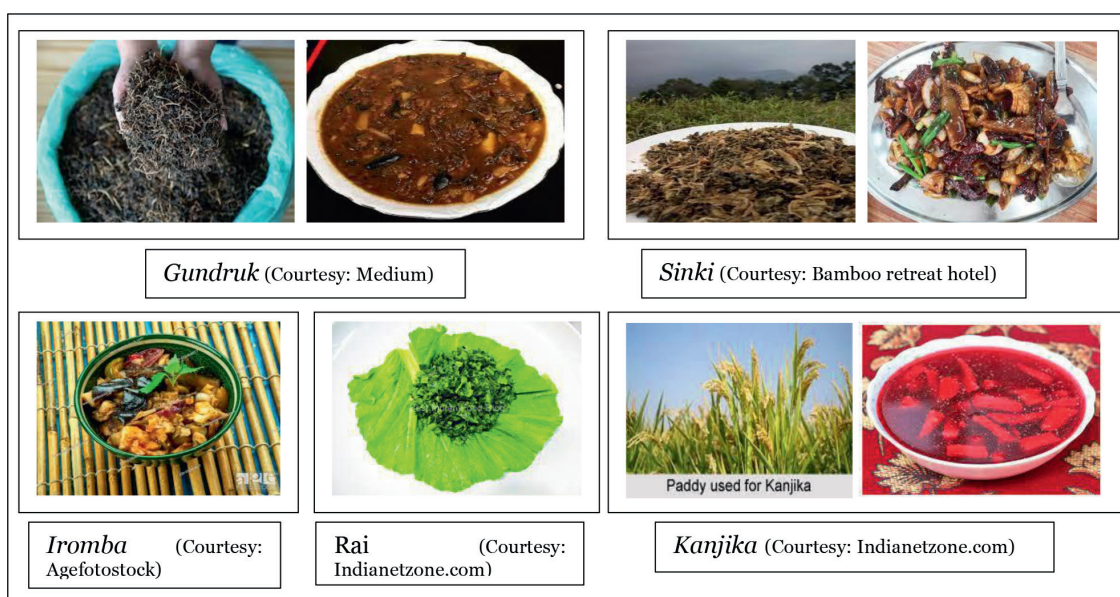 Gundruk (Courtesy: Medium)
Sinki (Courtesy: Bamboo retreat hotel)
Paddy used for Kanjika
Iromba (Courtesy:
Agefotostock)
Rai (Courtesy:
Indianetzone.com)
Kanjika (Courtesy: Indianetzone.com)